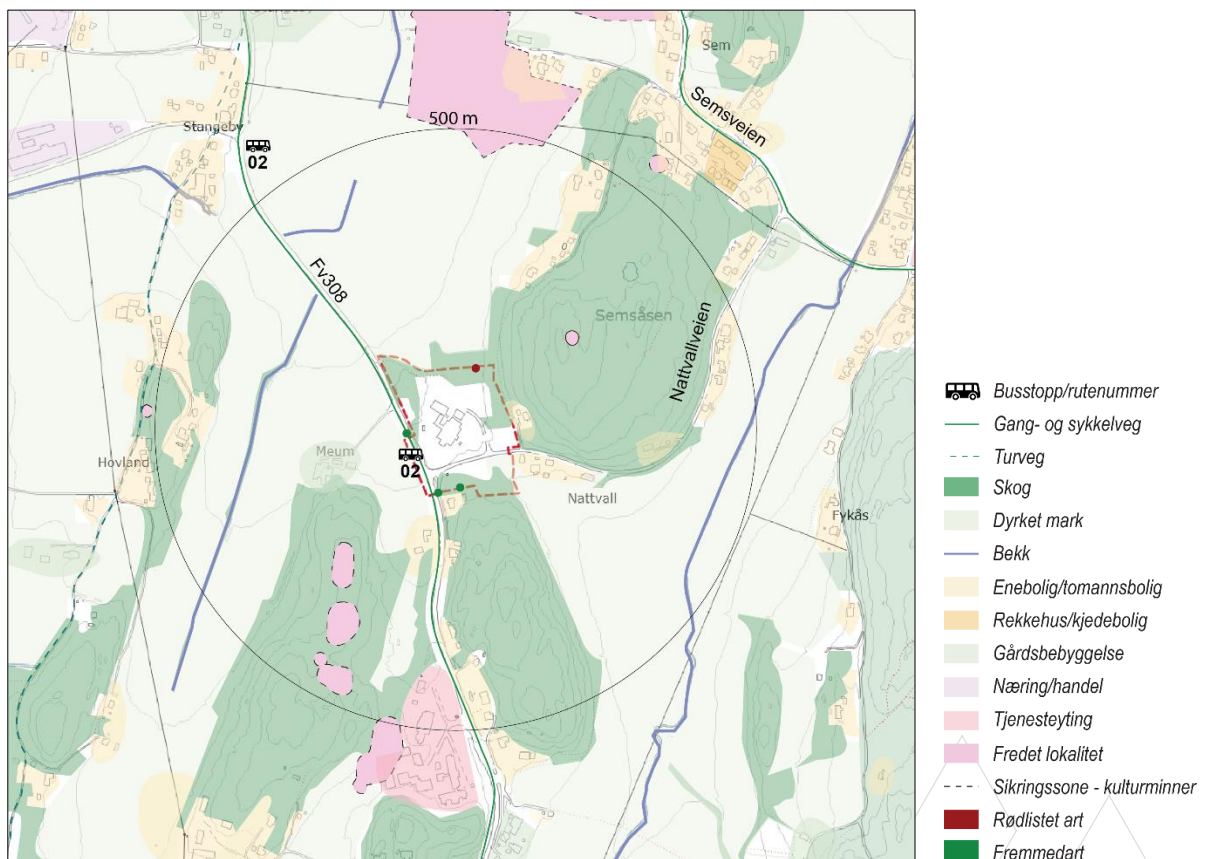 Sem
Semsveien
500 m
Stangeby
02
Fv308
Semsåsen
Nattvallveien
Meum
02
Hovland
Nattvall
Fykås
Busstopp/rutenummer
Gang- og sykkelveg
Turveg
Skog
Dyrket mark
Bekk
Enebolig/tomannsbolig
Rekkehus/kjedebolig
Gårdsbebyggelse
Næring/handel
Tjenesteyting
Fredet lokalitet
Sikringssone - kulturminner
Rødlistet art
Fremmedart